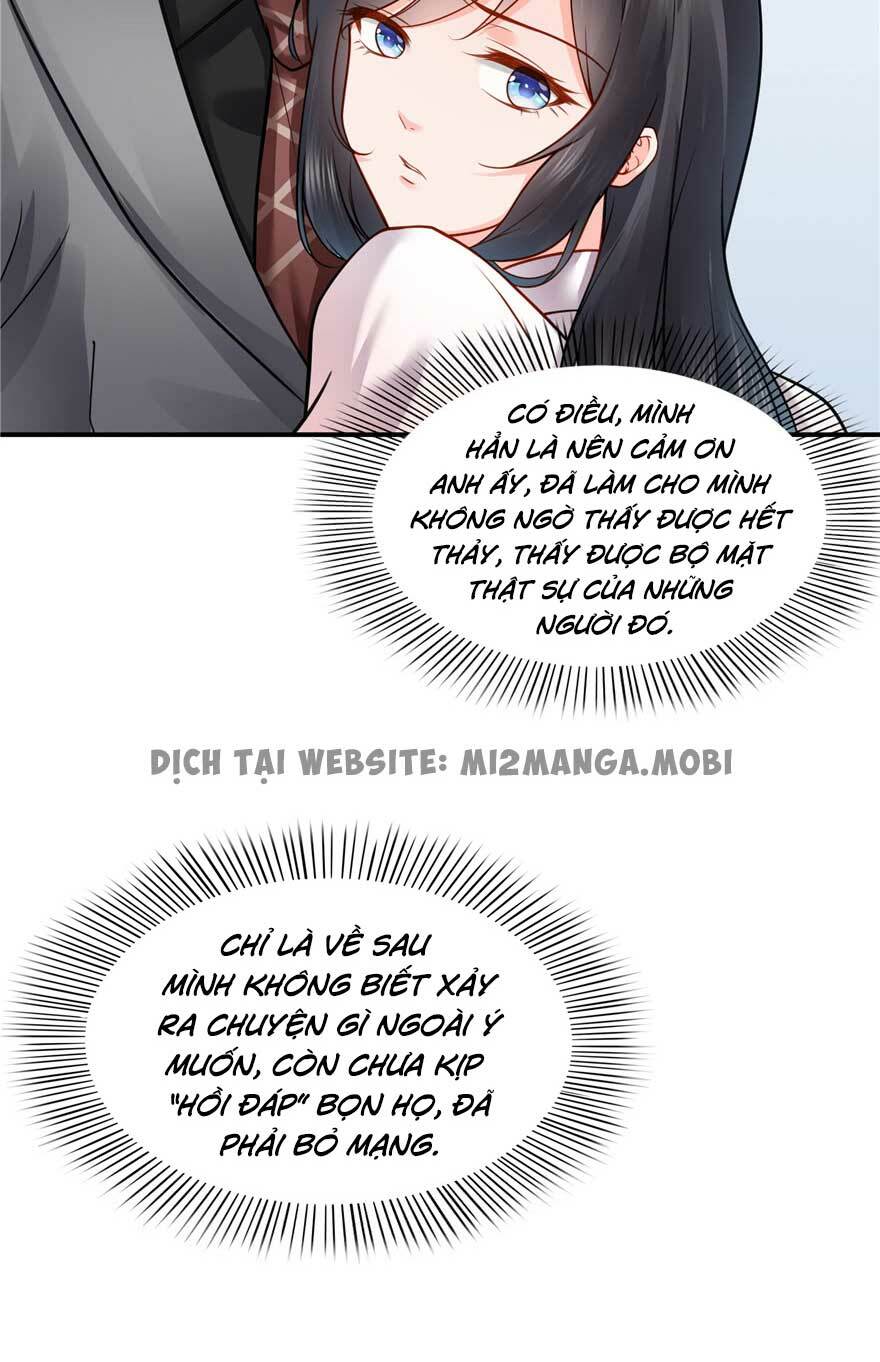 CÓ ĐIỀU, MÌNH
HẲN LÀ NÊN CẢM ƠN
ANH ẤY, ĐÃ LÀM CHO MÌNH
KHÔNG NGỜ THẤY ĐƯỢC HẾT
THẢY, THẤY ĐƯỢC BỘ MẶT
THẬT SỰ CỦA NHỮNG
NGƯỜI ĐÓ.
DỊCH TẠI WEBSITE: MI2MANGA.MOBI
CHỈ LÀ VỀ SAU
MÌNH KHÔNG BIẾT XẢY
RA CHUYỆN GÌ NGOÀI Ý
MUỐN, CÒN CHƯA KỊP
"HỒI ĐÁP" BỌN HỌ, ĐÃ
PHẢI BỎ MẠNG.